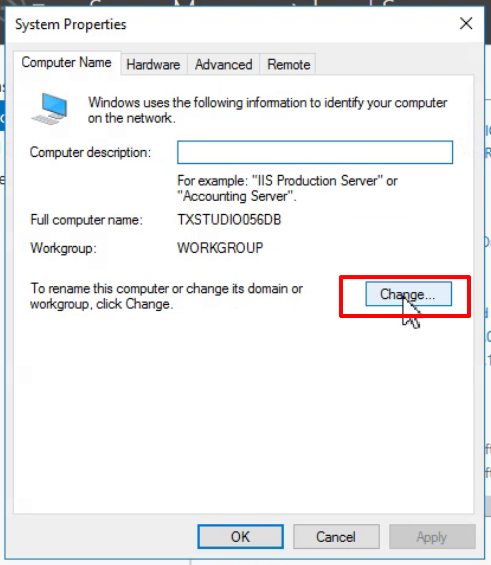 System Properties
Computer Name Hardware Advanced Remote
Windows uses the following information to identify your computer
on the network.
Computer description:
For example: "IIS Production Server" or
"Accounting Server".
Full computer name: TXSTUDIO056DB
Workgroup: WORKGROUP
To rename this computer or change its domain or
workgroup, click Change.
Change...
OK Cancel Apply